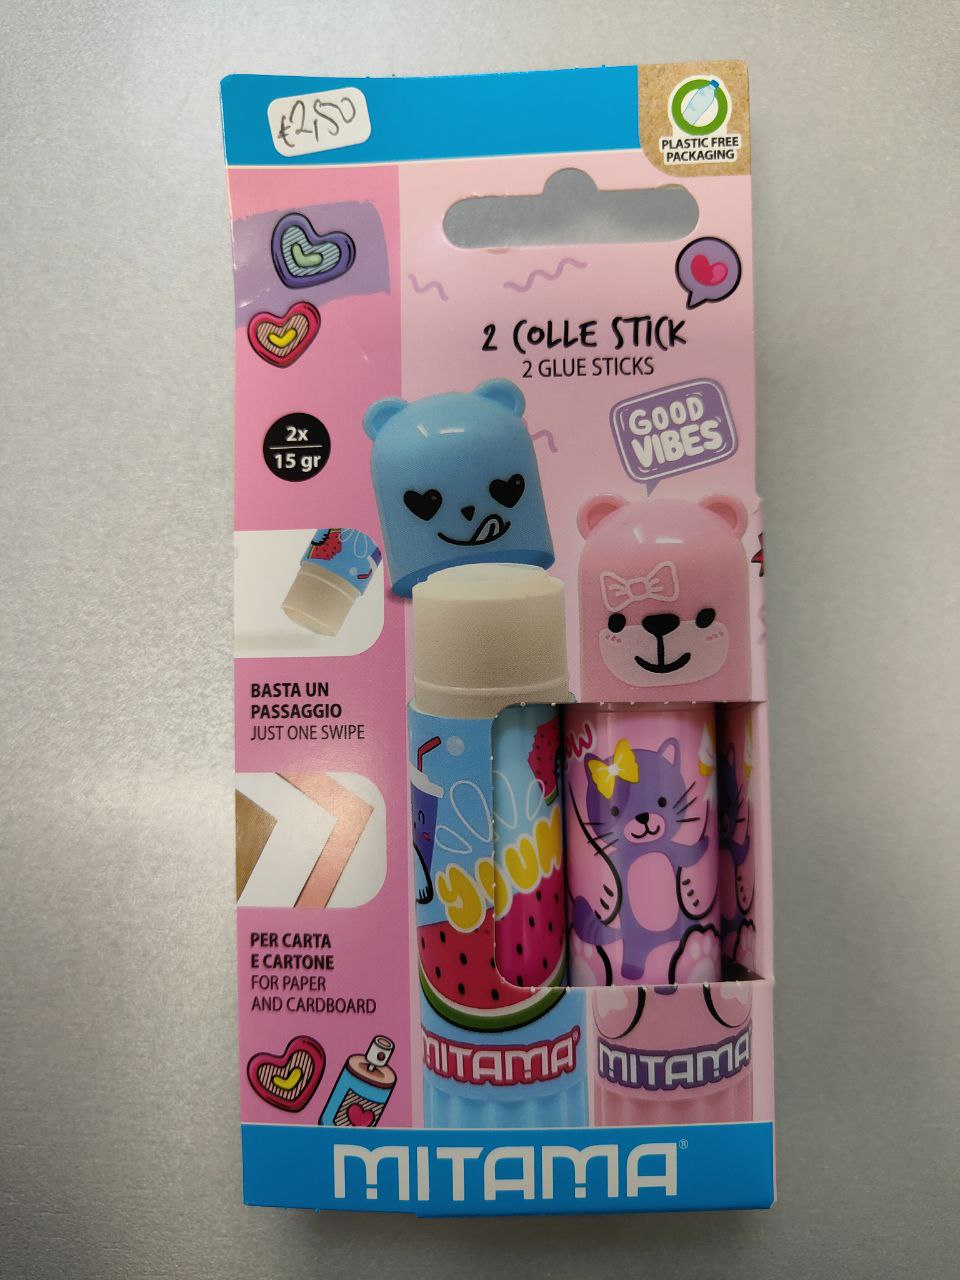 €2,50
PLASTIC FREE
PACKAGING
2 COLLE STICK
2 GLUE STICKS
GOOD
VIBES
2x
15 gr
BASTA UN
PASSAGGIO
JUST ONE SWIPE
PER CARTA
E CARTONE
FOR PAPER
AND CARDBOARD
MITAMA®
MITAMA
MITAMA®